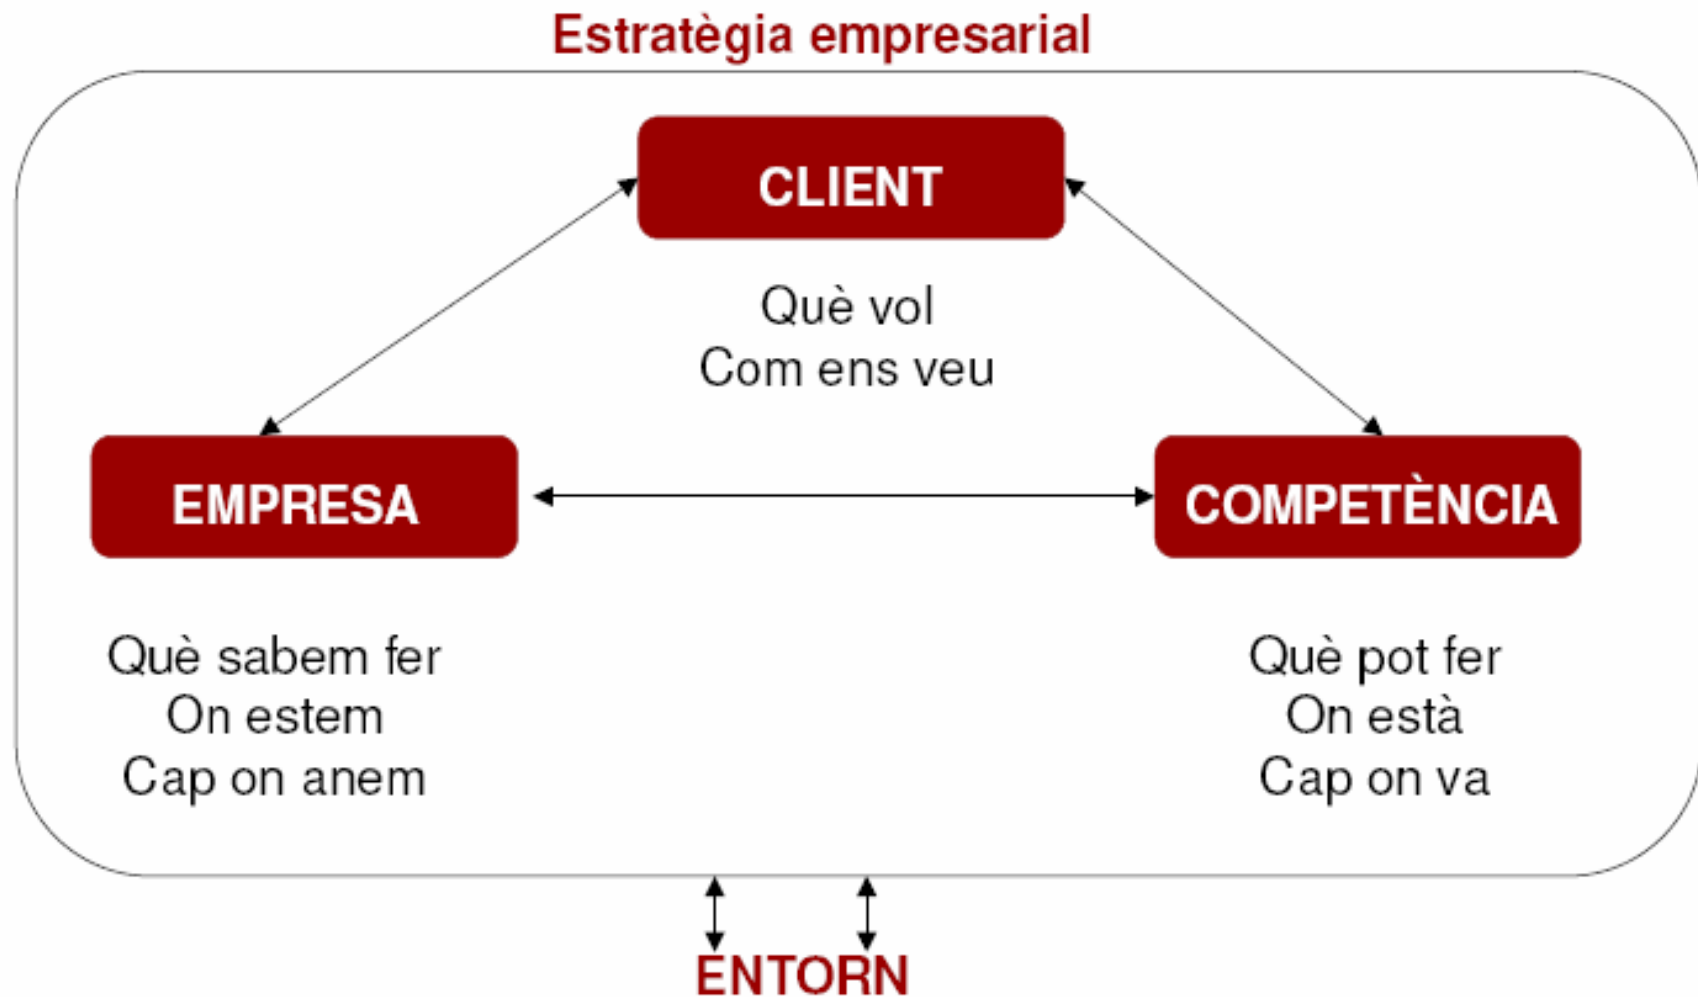 Estratègia empresarial
CLIENT
Què vol
Com ens veu
EMPRESA
COMPETÈNCIA
Què sabem fer
On estem
Cap on anem
Què pot fer
On està
Cap on va
ENTORN